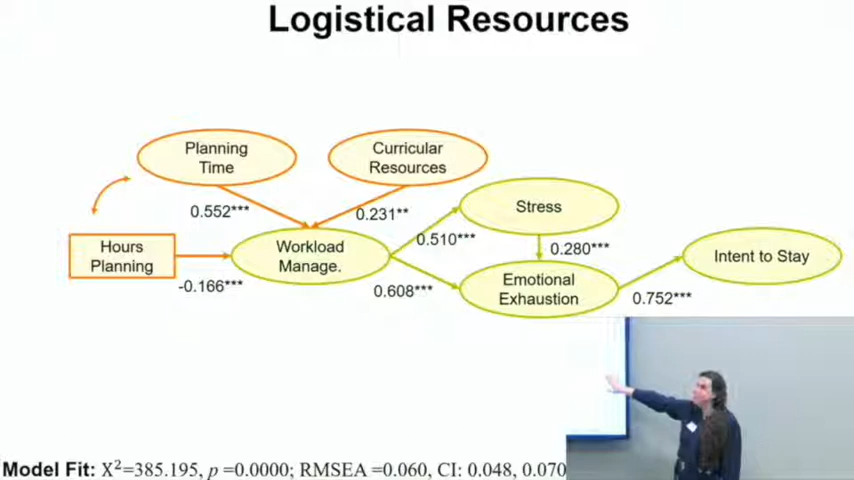 Logistical Resources
Planning
Time
Curricular
Resources
0.552***
0.231**
Stress
0.510***
0.280***
Hours
Planning
Workload
Manage.
Intent to Stay
-0.166***
0.608***
Emotional
Exhaustion
0.752***
Model Fit: X²=385.195, p =0.0000; RMSEA =0.060, CI: 0.048, 0.070